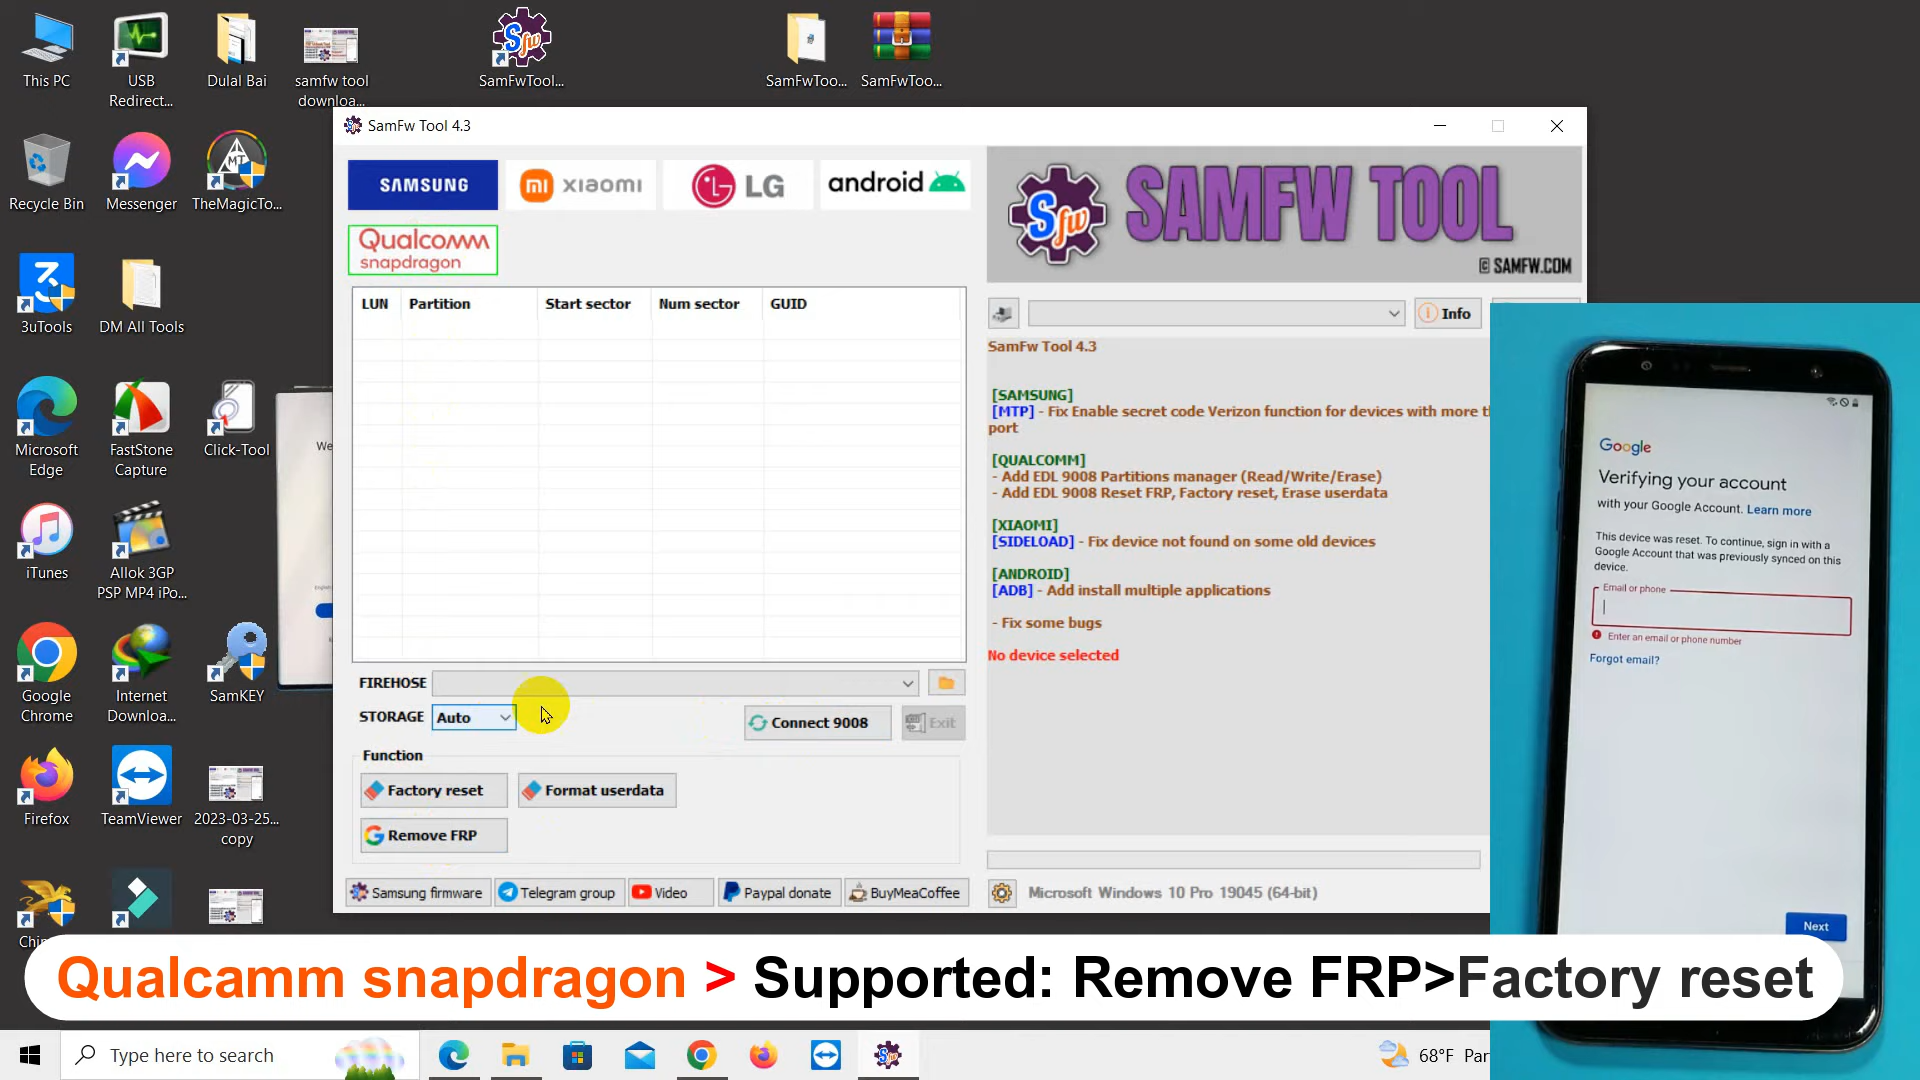 This PC
USB
Redirect...
Dulal Bai
samfw tool
downloa...
SamFwTool...
SamFwToo...
SamFwToo...
Recycle Bin
Messenger
TheMagicTo...
3uTools
DM All Tools
Microsoft
Edge
FastStone
Capture
Click-Tool
iTunes
Allok 3GP
PSP MP4 iPo...
Google
Chrome
Internet
Downloa...
SamKEY
Firefox
TeamViewer
2023-03-25...
copy
We
SamFw Tool 4.3
SAMSUNG
mi xiaomi
LG
android
Qualcomm
snapdragon
LUN Partition Start sector Num sector GUID
FIREHOSE
STORAGE Auto
Connect 9008
Exit
Function
Factory reset
Format userdata
Remove FRP
Samsung firmware
Telegram group
Video
Paypal donate
BuyMeaCoffee
Sfw SAMFW TOOL
© SAMFW.COM
Info
SamFw Tool 4.3
[SAMSUNG]
[MTP] - Fix Enable secret code Verizon function for devices with more t
port
[QUALCOMM]
- Add EDL 9008 Partitions manager (Read/Write/Erase)
- Add EDL 9008 Reset FRP, Factory reset, Erase userdata
[XIAOMI]
[SIDELOAD] - Fix device not found on some old devices
[ANDROID]
[ADB] - Add install multiple applications
- Fix some bugs
No device selected
Microsoft Windows 10 Pro 19045 (64-bit)
Google
Verifying your account
with your Google Account. Learn more
This device was reset. To continue, sign in with a
Google Account that was previously synced on this
device.
Email or phone
Enter an email or phone number
Forgot email?
Next
Qualcamm snapdragon > Supported: Remove FRP>Factory reset
Type here to search
68°F Par